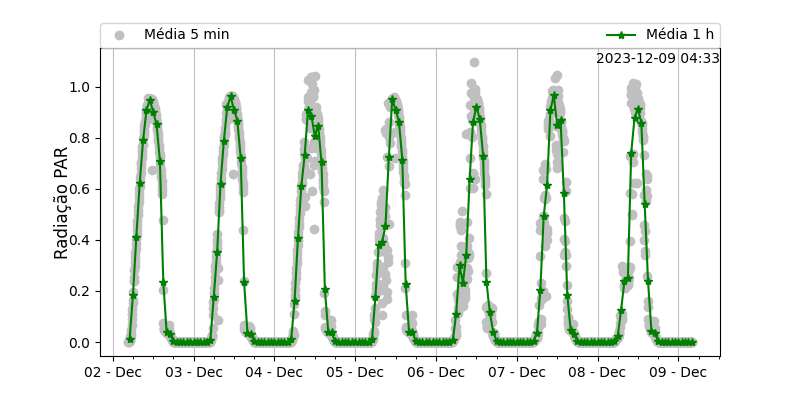 Média 5 min
Média 1 h
2023-12-09 04:33
Radiação PAR
1.0
0.8
0.6
0.4
0.2
0.0
02 - Dec
03 - Dec
04 - Dec
05 - Dec
06 - Dec
07 - Dec
08 - Dec
09 - Dec